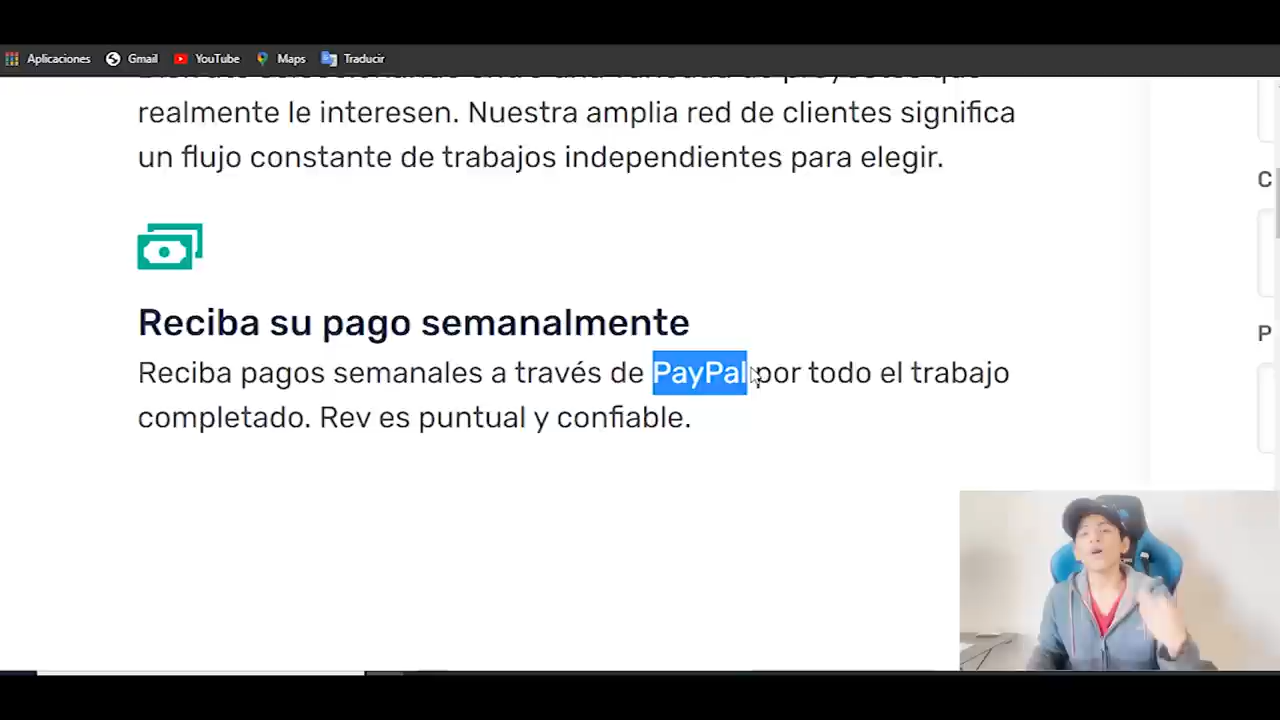 Aplicaciones Gmail YouTube Maps Traducir
realmente le interesen. Nuestra amplia red de clientes significa
un flujo constante de trabajos independientes para elegir.
Reciba su pago semanalmente
Reciba pagos semanales a través de PayPal por todo el trabajo
completado. Rev es puntual y confiable.
C
P